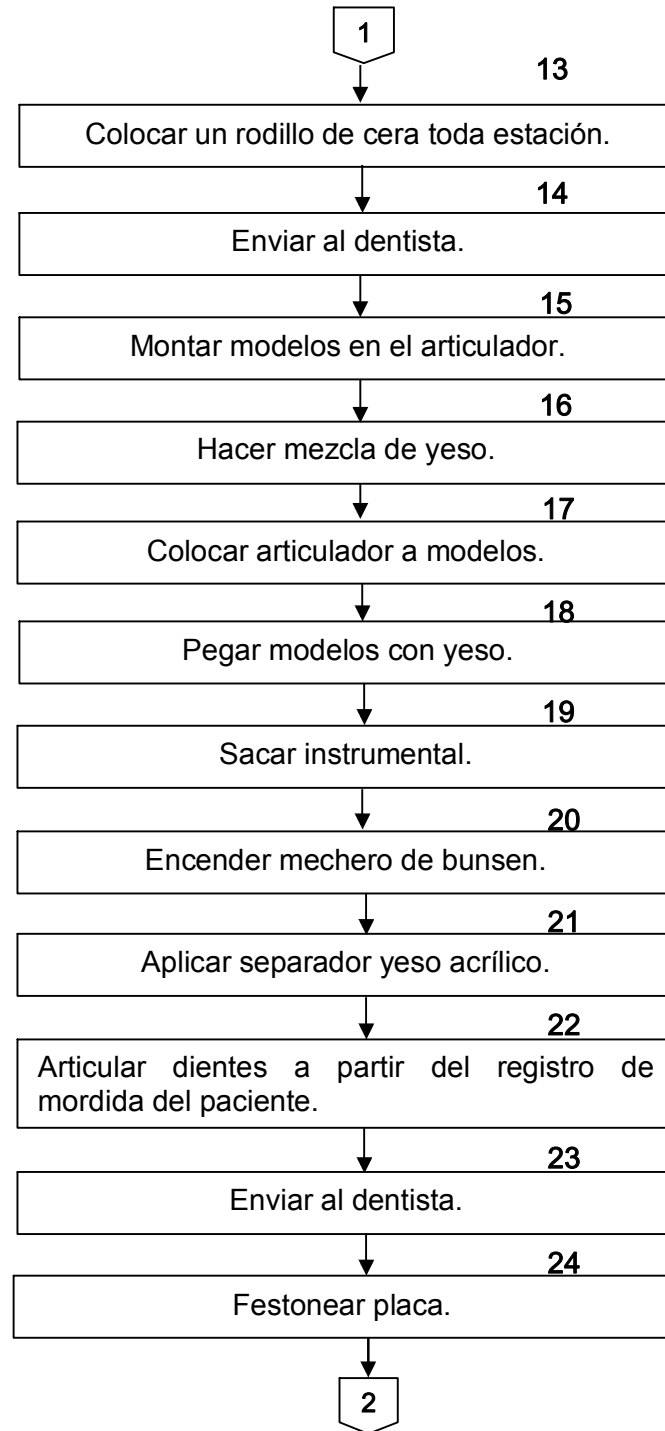 1
13
Colocar un rodillo de cera toda estación.
14
Enviar al dentista.
15
Montar modelos en el articulador.
16
Hacer mezcla de yeso.
17
Colocar articulador a modelos.
18
Pegar modelos con yeso.
19
Sacar instrumental.
20
Encender mechero de bunsen.
21
Aplicar separador yeso acrílico.
22
Articular dientes a partir del registro de
mordida del paciente.
23
Enviar al dentista.
24
Festonear placa.
2